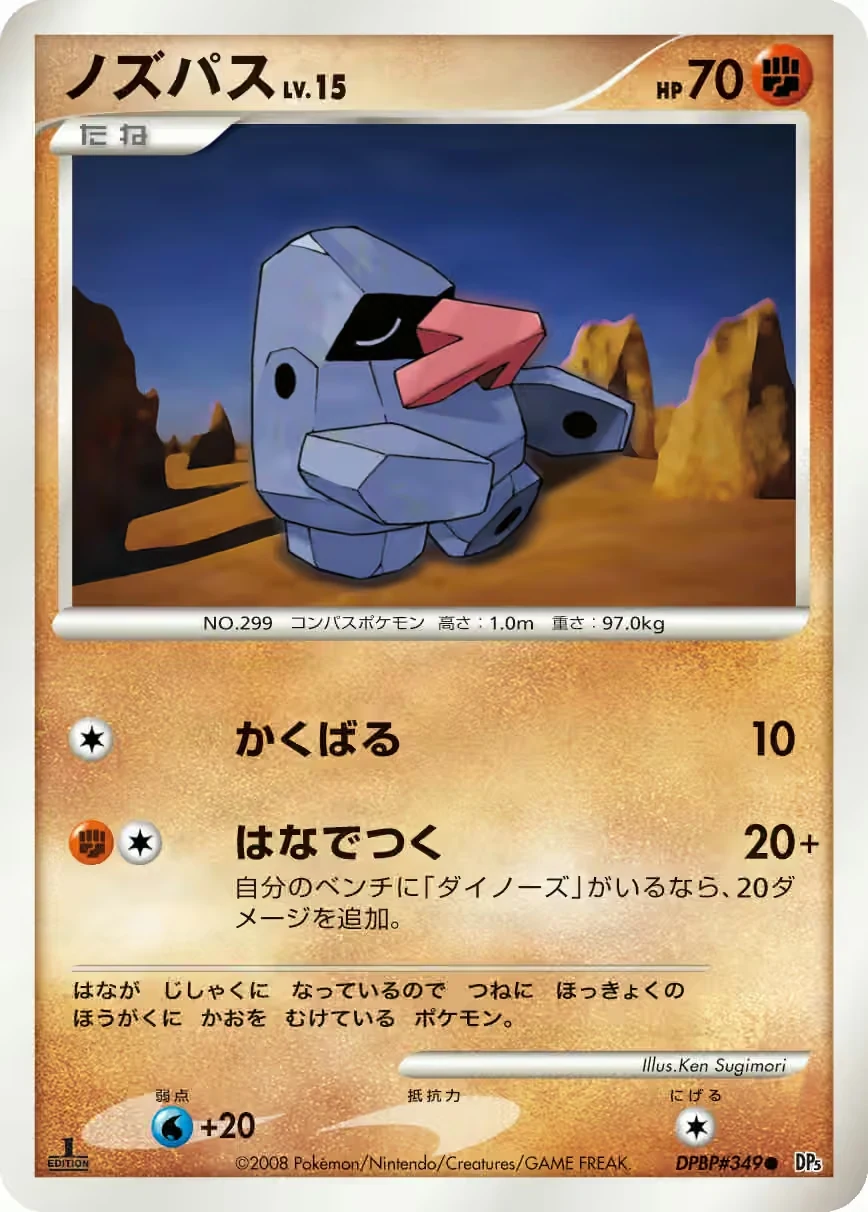 ノズパス LV.15 HP 70
たね
NO.299 コンパスポケモン 高さ：1.0m 重さ：97.0kg
かくばる 10
はなでつく 20+
自分のベンチに「ダイノーズ」がいるなら、20ダ
メージを追加。
はなが じしゃくに なっているので つねに ほっきょくの
ほうがくに かおを むけている ポケモン。
Illus.Ken Sugimori
弱点 抵抗力 にげる
+20
1 EDITION
©2008 Pokémon/Nintendo/Creatures/GAME FREAK.
DPBP#349● DP5